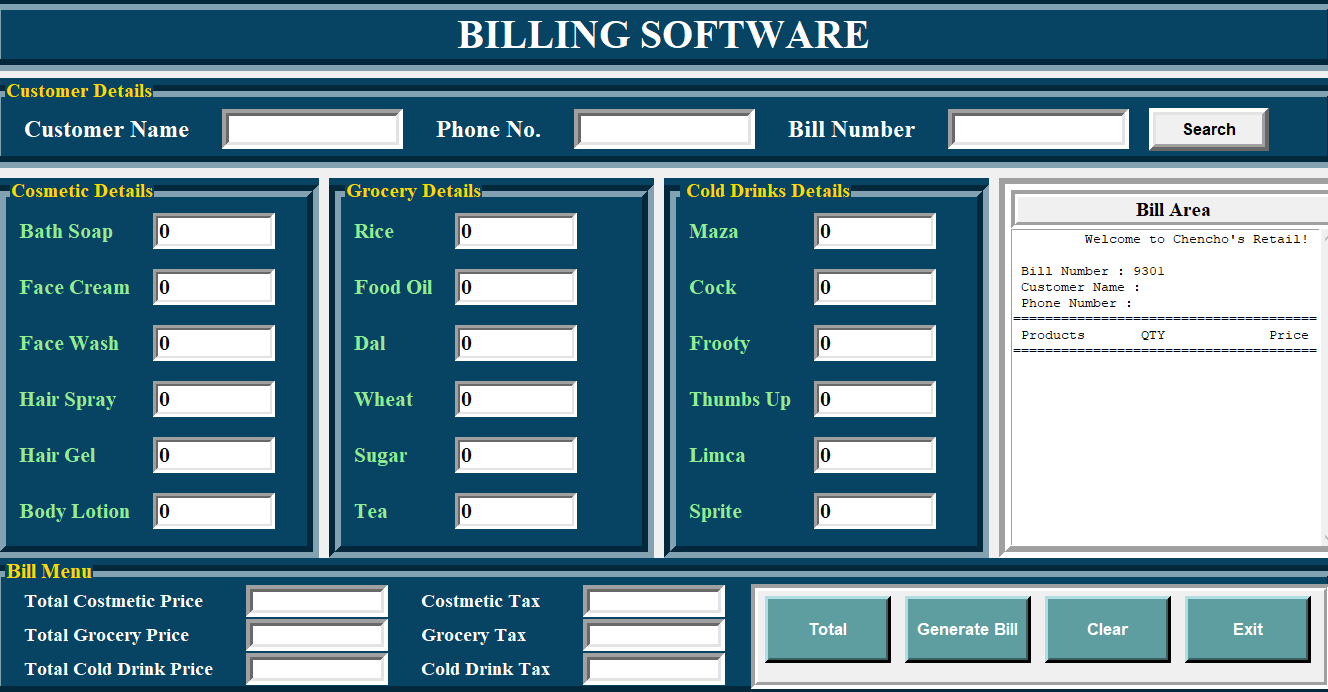 BILLING SOFTWARE
Customer Details
Customer Name Phone No. Bill Number Search
Cosmetic Details
Bath Soap 0
Face Cream 0
Face Wash 0
Hair Spray 0
Hair Gel 0
Body Lotion 0
Grocery Details
Rice 0
Food Oil 0
Dal 0
Wheat 0
Sugar 0
Tea 0
Cold Drinks Details
Maza 0
Cock 0
Frooty 0
Thumbs Up 0
Limca 0
Sprite 0
Bill Area
Welcome to Chencho's Retail!
Bill Number : 9301
Customer Name :
Phone Number :
======================================
Products QTY Price
======================================
Bill Menu
Total Costmetic Price Costmetic Tax
Total Grocery Price Grocery Tax
Total Cold Drink Price Cold Drink Tax
Total Generate Bill Clear Exit